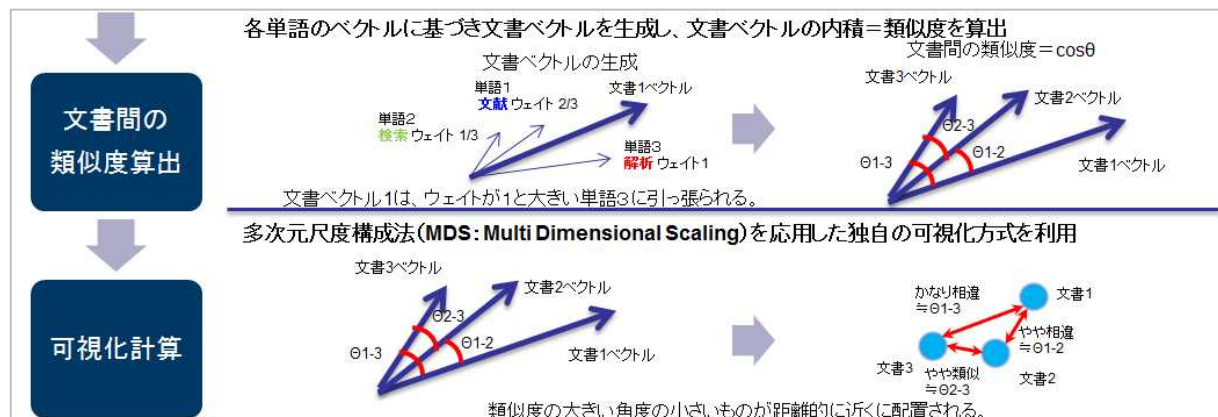 各単語のベクトルに基づき文書ベクトルを生成し、文書ベクトルの内積＝類似度を算出
文書間の
類似度算出
文書ベクトルの生成
単語1
文献 ウェイト 2/3
文書1ベクトル
単語2
検索 ウェイト 1/3
単語3
解析 ウェイト1
文書ベクトル1は、ウェイトが1と大きい単語3に引っ張られる。
文書間の類似度＝cosθ
文書3ベクトル
文書2ベクトル
Θ2-3
Θ1-3
Θ1-2
文書1ベクトル
多次元尺度構成法(MDS: Multi Dimensional Scaling)を応用した独自の可視化方式を利用
可視化計算
文書3ベクトル
文書2ベクトル
Θ2-3
Θ1-3
Θ1-2
文書1ベクトル
かなり相違
≒Θ1-3
文書1
やや相違
≒Θ1-2
文書3
やや類似
≒Θ2-3
文書2
類似度の大きい角度の小さいものが距離的に近くに配置される。